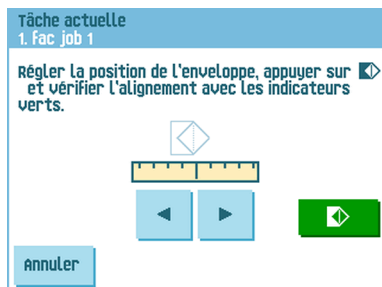 Tâche actuelle
1. Fac job 1
Régler la position de l'enveloppe, appuyer sur
et vérifier l'alignement avec les indicateurs
verts.
Annuler